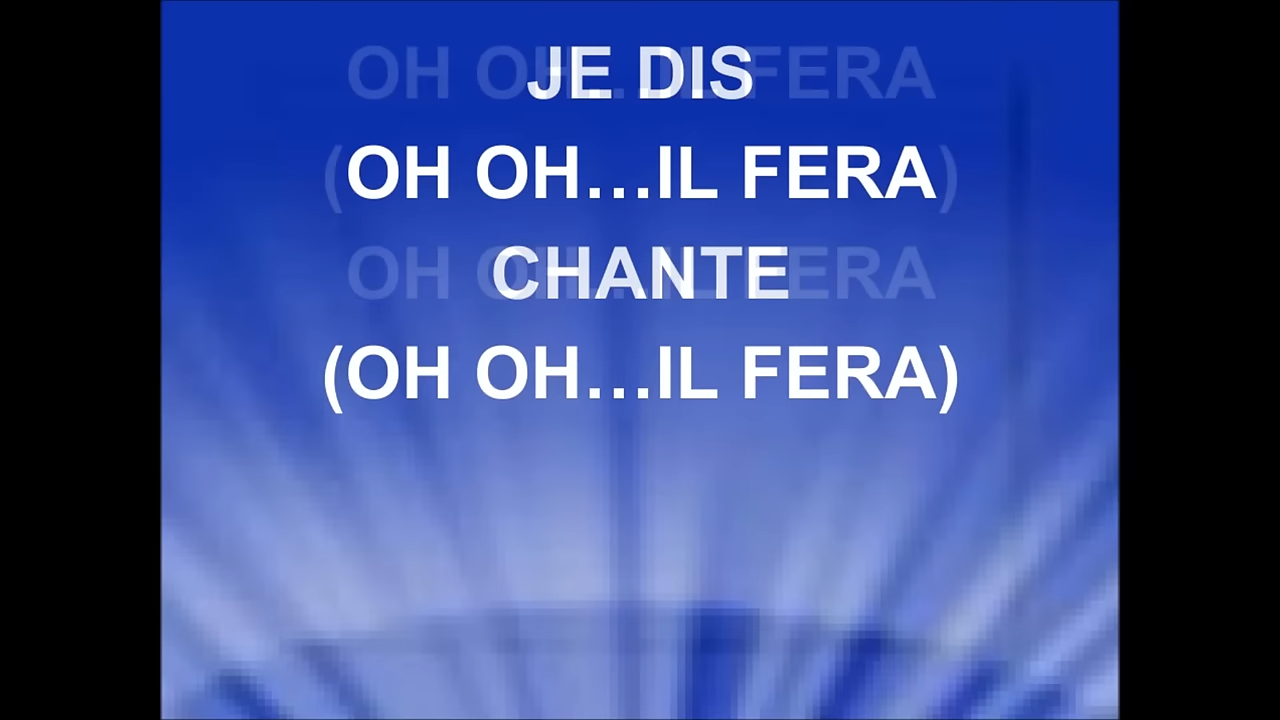 JE DIS
(OH OH…IL FERA)
CHANTE
(OH OH…IL FERA)